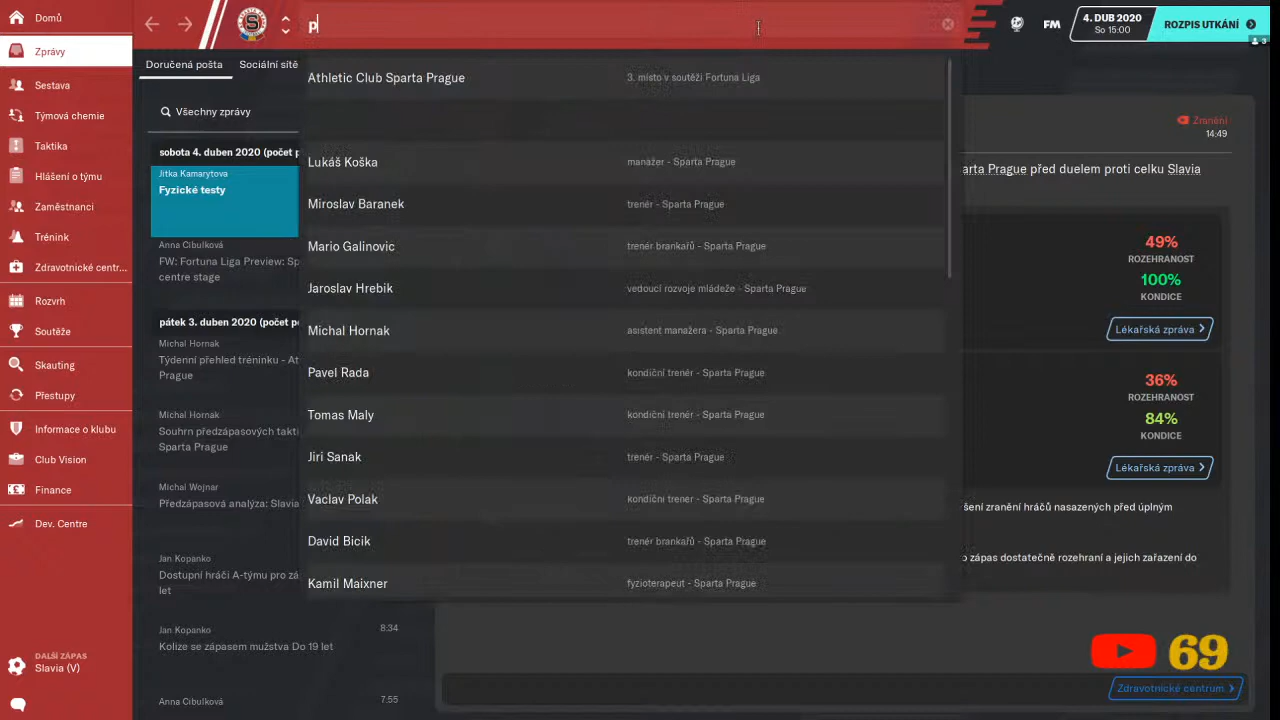 Domů
Zprávy
Sestava
Týmová chemie
Taktika
Hlášení o týmu
Zaměstnanci
Trénink
Zdravotnické centr...
Rozvrh
Soutěže
Skauting
Přestupy
Informace o klubu
Club Vision
Finance
Dev. Centre
DALŠÍ ZÁPAS
Slavia (V)
p
FM
4. DUB 2020
So 15:00
ROZPIS UTKÁNÍ
3
Doručená pošta
Sociální sítě
Všechny zprávy
sobota 4. duben 2020 (počet p
Jitka Kamarytova
Fyzické testy
Anna Cibulková
FW: Fortuna Liga Preview: Sp
centre stage
pátek 3. duben 2020 (počet p
Michal Hornak
Týdenní přehled tréninku - At
Prague
Michal Hornak
Souhrn předzápasových takti
Sparta Prague
Michal Wojnar
Předzápasová analýza: Slavia
Jan Kopanko
Dostupní hráči A-týmu pro zá
let
Jan Kopanko
8:34
Kolize se zápasem mužstva Do 19 let
Anna Cibulková
7:55
Athletic Club Sparta Prague
3. místo v soutěži Fortuna Liga
Lukáš Koška
manažer - Sparta Prague
Miroslav Baranek
trenér - Sparta Prague
Mario Galinovic
trenér brankařů - Sparta Prague
Jaroslav Hrebik
vedoucí rozvoje mládeže - Sparta Prague
Michal Hornak
asistent manažera - Sparta Prague
Pavel Rada
kondiční trenér - Sparta Prague
Tomas Maly
kondiční trenér - Sparta Prague
Jiri Sanak
trenér - Sparta Prague
Vaclav Polak
kondiční trenér - Sparta Prague
David Bicik
trenér brankařů - Sparta Prague
Kamil Maixner
fyzioterapeut - Sparta Prague
Zranění
14:49
arta Prague před duelem proti celku Slavia
49%
ROZEHRANOST
100%
KONDICE
Lékařská zpráva
36%
ROZEHRANOST
84%
KONDICE
Lékařská zpráva
šení zranění hráčů nasazených před úplným
o zápas dostatečně rozehraní a jejich zařazení do
69
Zdravotnické centrum